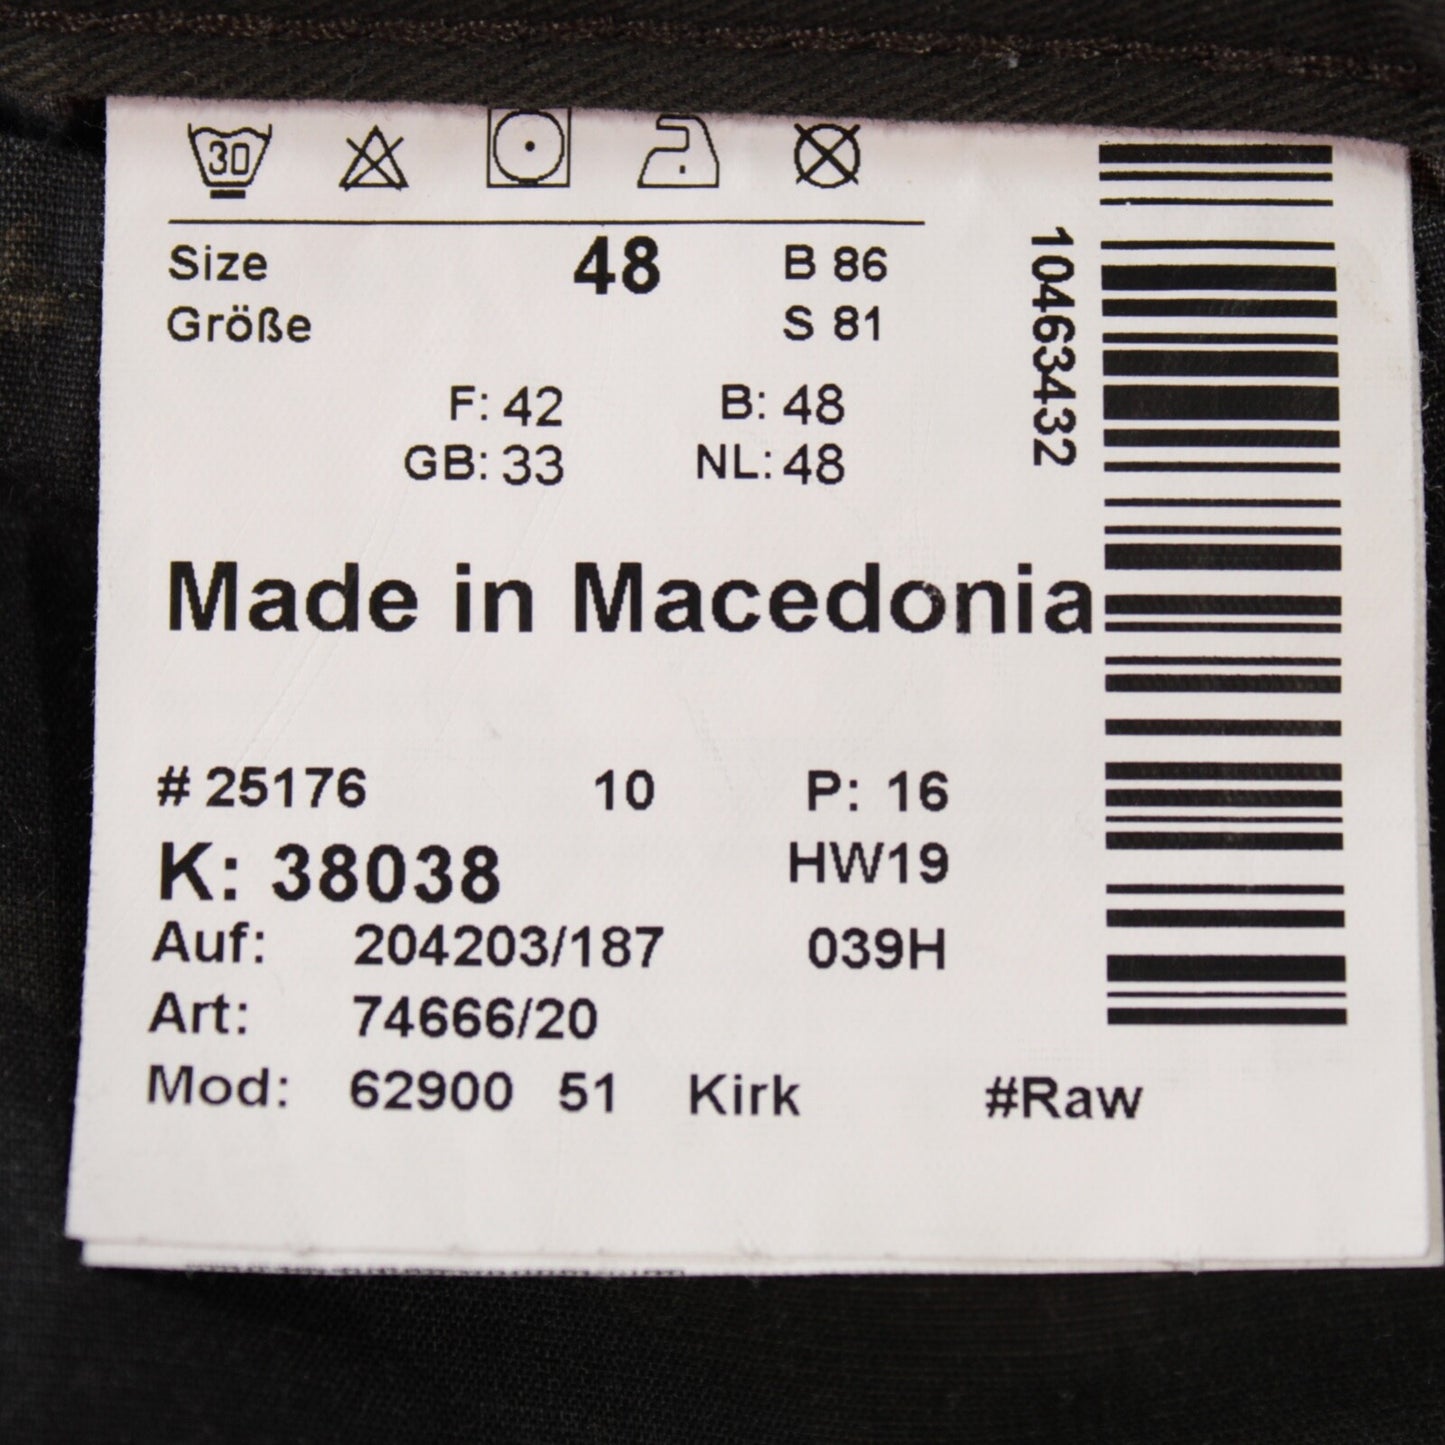 30
Size 48 B 86
Größe S 81
F: 42 B: 48
GB: 33 NL: 48
Made in Macedonia
# 25176 10 P: 16
K: 38038 HW19
Auf: 204203/187 039H
Art: 74666/20
Mod: 62900 51 Kirk #Raw
10463432